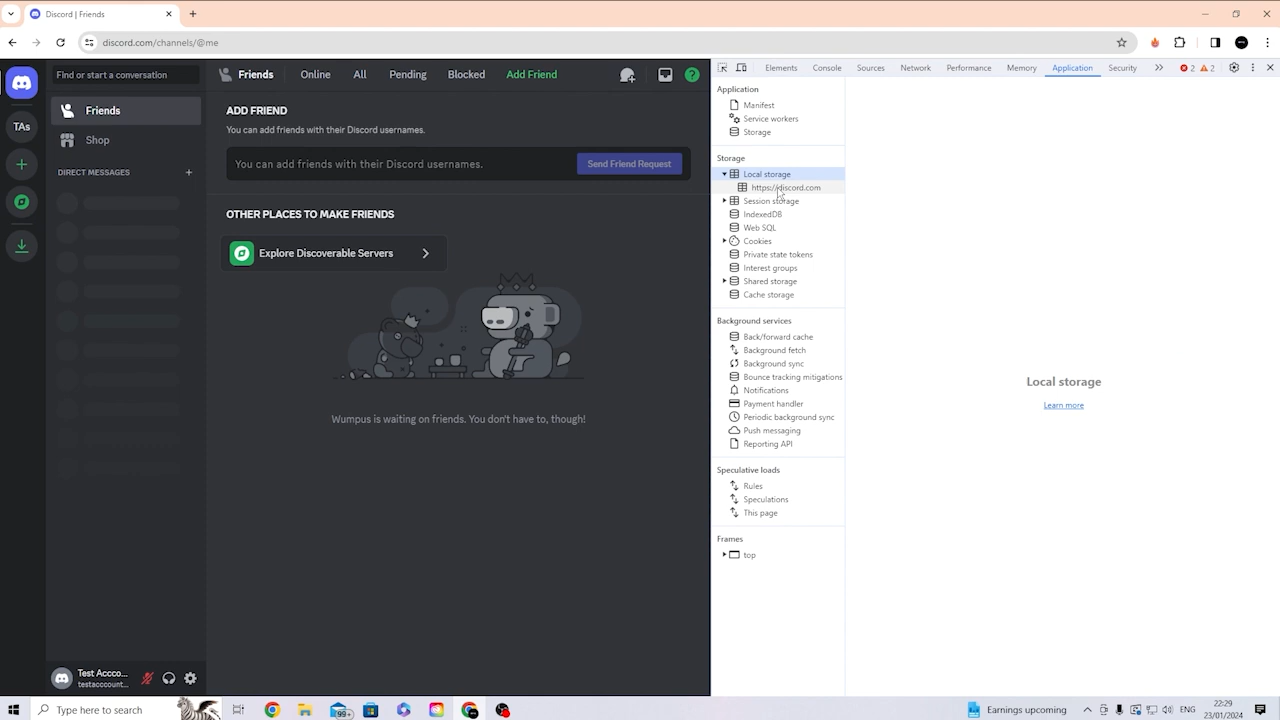 Discord | Friends
discord.com/channels/@me
Find or start a conversation
Friends
Shop
DIRECT MESSAGES
TAs
Friends Online All Pending Blocked Add Friend
ADD FRIEND
You can add friends with their Discord usernames.
You can add friends with their Discord usernames.
Send Friend Request
OTHER PLACES TO MAKE FRIENDS
Explore Discoverable Servers
Wumpus is waiting on friends. You don't have to, though!
Test Accco...
testacccount...
Elements Console Sources Network Performance Memory Application Security 2 2
Application
Manifest
Service workers
Storage
Storage
Local storage
https://discord.com
Session storage
IndexedDB
Web SQL
Cookies
Private state tokens
Interest groups
Shared storage
Cache storage
Background services
Back/forward cache
Background fetch
Background sync
Bounce tracking mitigations
Notifications
Payment handler
Periodic background sync
Push messaging
Reporting API
Speculative loads
Rules
Speculations
This page
Frames
top
Local storage
Learn more
Type here to search
99+
Earnings upcoming
ENG
22:29
23/01/2024